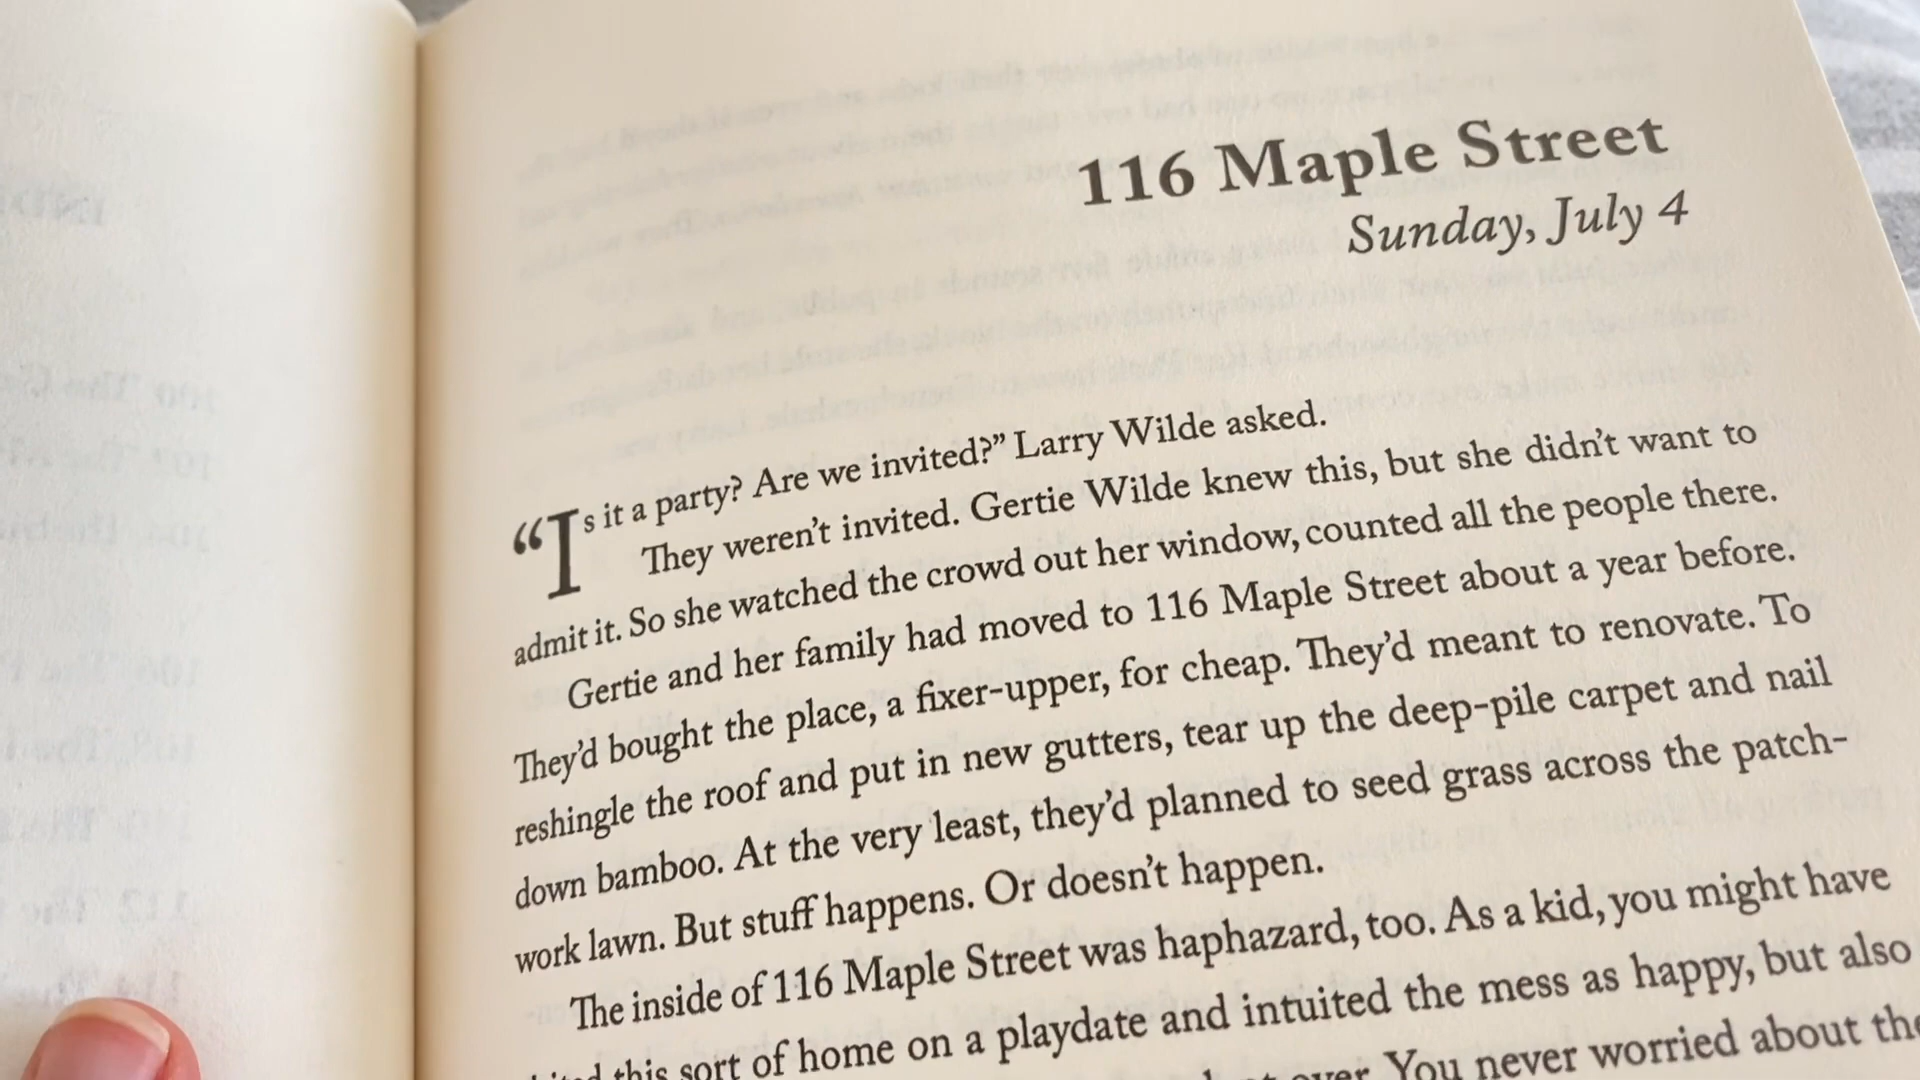 116 Maple Street
Sunday, July 4
“Is it a party? Are we invited?” Larry Wilde asked.
They weren’t invited. Gertie Wilde knew this, but she didn’t want to
admit it. So she watched the crowd out her window, counted all the people there.
Gertie and her family had moved to 116 Maple Street about a year before.
They’d bought the place, a fixer-upper, for cheap. They’d meant to renovate. To
reshingle the roof and put in new gutters, tear up the deep-pile carpet and nail
down bamboo. At the very least, they’d planned to seed grass across the patch-
work lawn. But stuff happens. Or doesn’t happen.
The inside of 116 Maple Street was haphazard, too. As a kid, you might have
this sort of home on a playdate and intuited the mess as happy, but also
over. You never worried about the